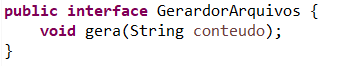 public interface GerardorArquivos {
    void gera(String conteudo);
}